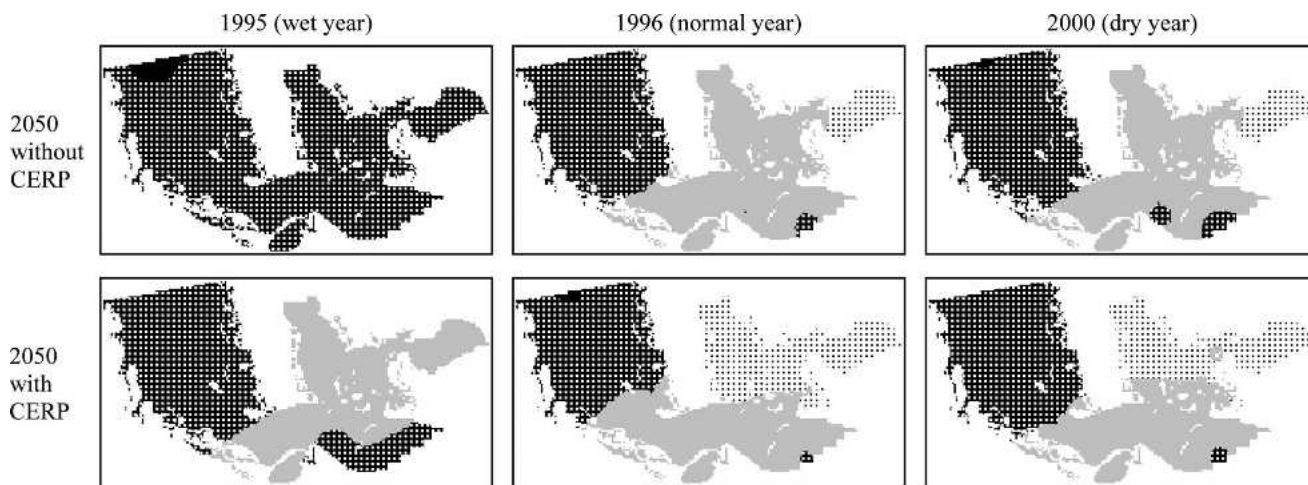 1995 (wet year)
1996 (normal year)
2000 (dry year)
2050
without
CERP
2050
with
CERP